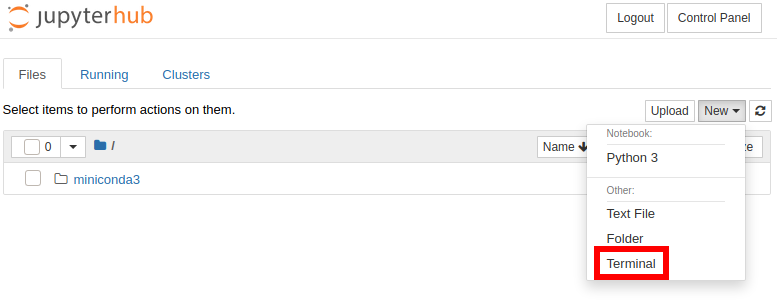 jupyterhub
Logout Control Panel
Files Running Clusters
Select items to perform actions on them.
Upload New
0 / Name
Notebook:
Python 3
miniconda3
Other:
Text File
Folder
Terminal